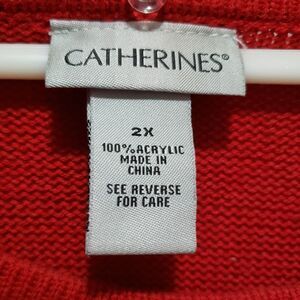 CATHERINES®
2X
100% ACRYLIC
MADE IN
CHINA
SEE REVERSE
FOR CARE